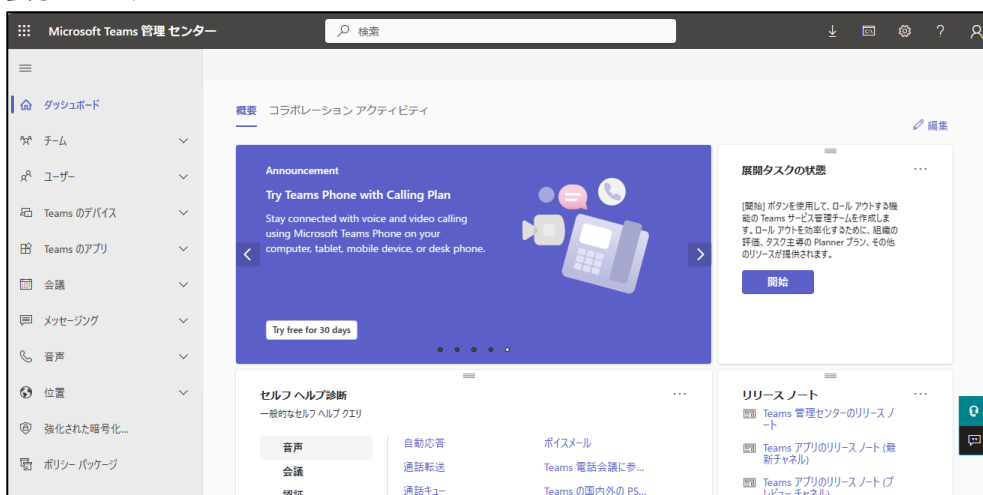 Microsoft Teams 管理 センター
検索
ダッシュボード
チーム
ユーザー
Teams のデバイス
Teams のアプリ
会議
メッセージング
音声
位置
強化された暗号化...
ポリシー パッケージ
概要 コラボレーション アクティビティ
編集
Announcement
Try Teams Phone with Calling Plan
Stay connected with voice and video calling
using Microsoft Teams Phone on your
computer, tablet, mobile device, or desk phone.
Try free for 30 days
展開タスクの状態
[開始] ボタンを使用して、ロール アウトする機
能の Teams サービス管理チームを作成しま
す。ロール アウトを効率化するために、組織の
評価、タスク主導の Planner プラン、その他
のリソースが提供されます。
開始
セルフ ヘルプ診断
一般的なセルフ ヘルプ クエリ
音声
会議
自動応答
通話転送
通話キュー
ボイスメール
Teams 電話会議に参...
Teams の国内外の PS...
リリース ノート
Teams 管理センターのリリース ノ
ート
Teams アプリのリリース ノート (最
新チャネル)
Teams アプリのリリース ノート (プ
レビュー チャネル)